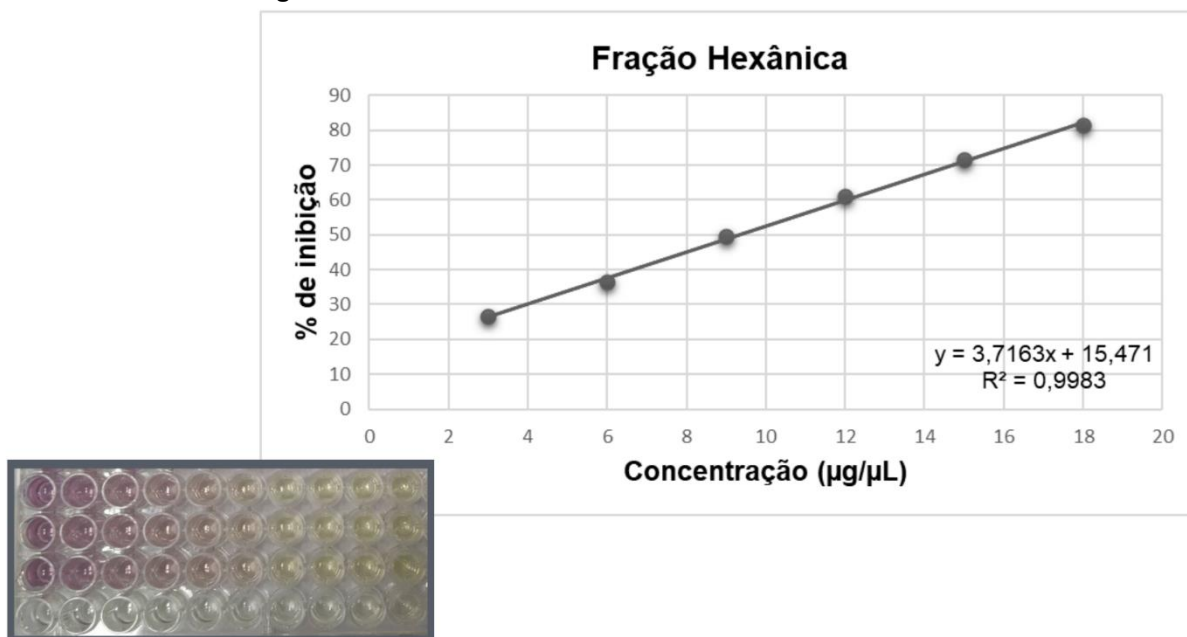 Fração Hexânica
% de inibição
90
80
70
60
50
40
30
20
10
0
y = 3,7163x + 15,471
R² = 0,9983
0 2 4 6 8 10 12 14 16 18 20
Concentração (µg/µL)